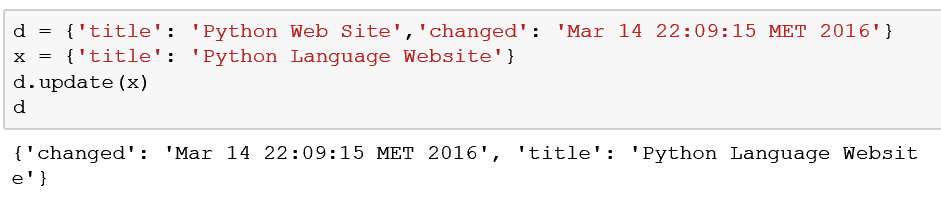 d = {'title': 'Python Web Site','changed': 'Mar 14 22:09:15 MET 2016'}
x = {'title': 'Python Language Website'}
d.update(x)
d
{'changed': 'Mar 14 22:09:15 MET 2016', 'title': 'Python Language Websit
e'}